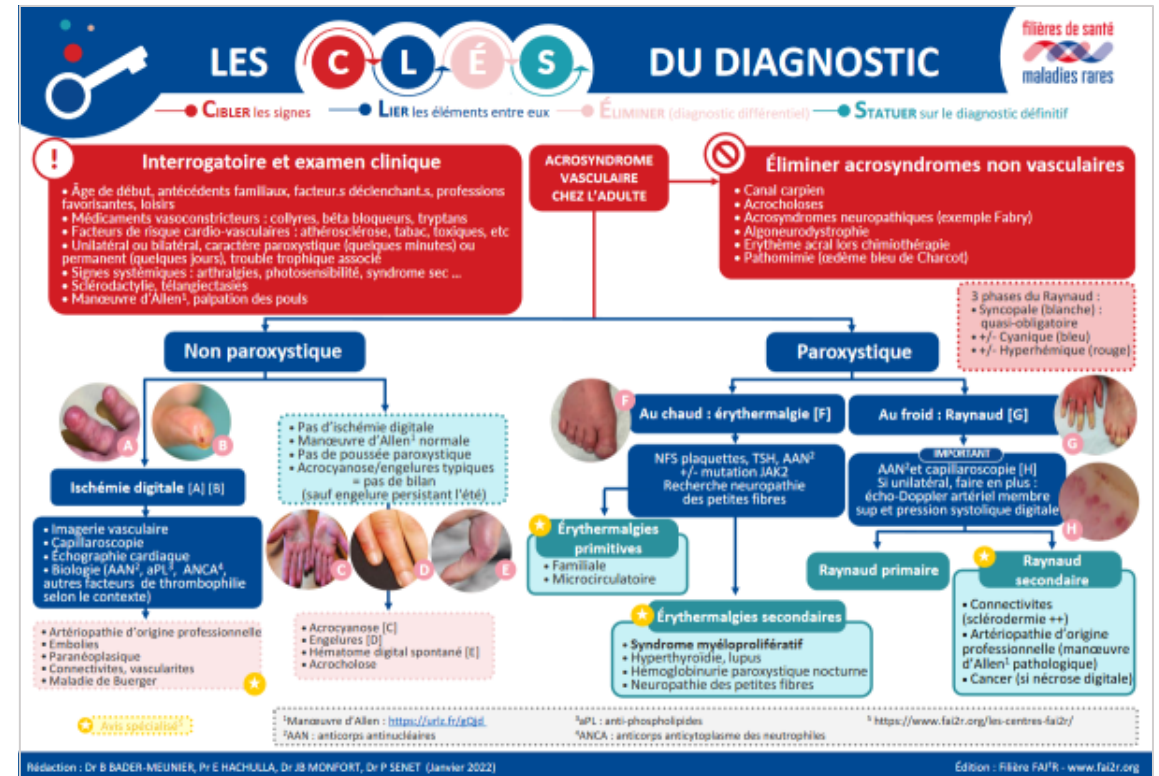 LES CLÉS DU DIAGNOSTIC
filières de santé
maladies rares
CIBLER les signes
LIER les éléments entre eux
ÉLIMINER (diagnostic différentiel)
STATUER sur le diagnostic définitif
!
Interrogatoire et examen clinique
• Âge de début, antécédents familiaux, facteur.s déclenchant.s, professions
favorisantes, loisirs
• Médicaments vasoconstricteurs : collyres, béta bloqueurs, tryptans
• Facteurs de risque cardio-vasculaires : athérosclérose, tabac, toxiques, etc
• Unilatéral ou bilatéral, caractère paroxystique (quelques minutes) ou
permanent (quelques jours), trouble trophique associé
• Signes systémiques : arthralgies, photosensibilité, syndrome sec ...
• Sclérodactylie, télangiectasies
• Manœuvre d'Allen¹, palpation des pouls
ACROSYNDROME
VASCULAIRE
CHEZ L'ADULTE
Éliminer acrosyndromes non vasculaires
• Canal carpien
• Acrocholoses
• Acrosyndromes neuropathiques (exemple Fabry)
• Algoneurodystrophie
• Erythème acral lors chimiothérapie
• Pathomimie (œdème bleu de Charcot)
3 phases du Raynaud :
• Syncopale (blanche) :
quasi-obligatoire
• +/- Cyanique (bleu)
• +/- Hyperhémique (rouge)
Non paroxystique
Paroxystique
A
B
Ischémie digitale [A] [B]
• Imagerie vasculaire
• Capillaroscopie
• Échographie cardiaque
• Biologie (AAN², aPL³, ANCA⁴,
autres facteurs de thrombophilie
selon le contexte)
• Artériopathie d'origine professionnelle
• Embolies
• Paranéoplasique
• Connectivites, vascularites
• Maladie de Buerger
• Pas d'ischémie digitale
• Manœuvre d'Allen¹ normale
• Pas de poussée paroxystique
• Acrocyanose/engelures typiques
= pas de bilan
(sauf engelure persistant l'été)
C
D
E
• Acrocyanose [C]
• Engelures [D]
• Hématome digital spontané [E]
• Acrocholose
F
Au chaud : érythermalgie [F]
NFS plaquettes, TSH, AAN²
+/- mutation JAK2
Recherche neuropathie
des petites fibres
Érythermalgies
primitives
• Familiale
• Microcirculatoire
Érythermalgies secondaires
• Syndrome myéloprolifératif
• Hyperthyroïdie, lupus
• Hémoglobinurie paroxystique nocturne
• Neuropathie des petites fibres
Au froid : Raynaud [G]
G
IMPORTANT
AAN²et capillaroscopie [H]
Si unilatéral, faire en plus :
écho-Doppler artériel membre
sup et pression systolique digitale
H
Raynaud primaire
Raynaud
secondaire
• Connectivites
(sclérodermie ++)
• Artériopathie d'origine
professionnelle (manœuvre
d'Allen¹ pathologique)
• Cancer (si nécrose digitale)
Avis spécialisé⁵
¹Manœuvre d'Allen : https://urlz.fr/gQjd
²AAN : anticorps antinucléaires
³aPL : anti-phospholipides
⁴ANCA : anticorps anticytoplasme des neutrophiles
⁵ https://www.fai2r.org/les-centres-fai2r/
Rédaction : Dr B BADER-MEUNIER, Pr E HACHULLA, Dr JB MONFORT, Dr P SENET (Janvier 2022)
Édition : Filière FAI²R - www.fai2r.org